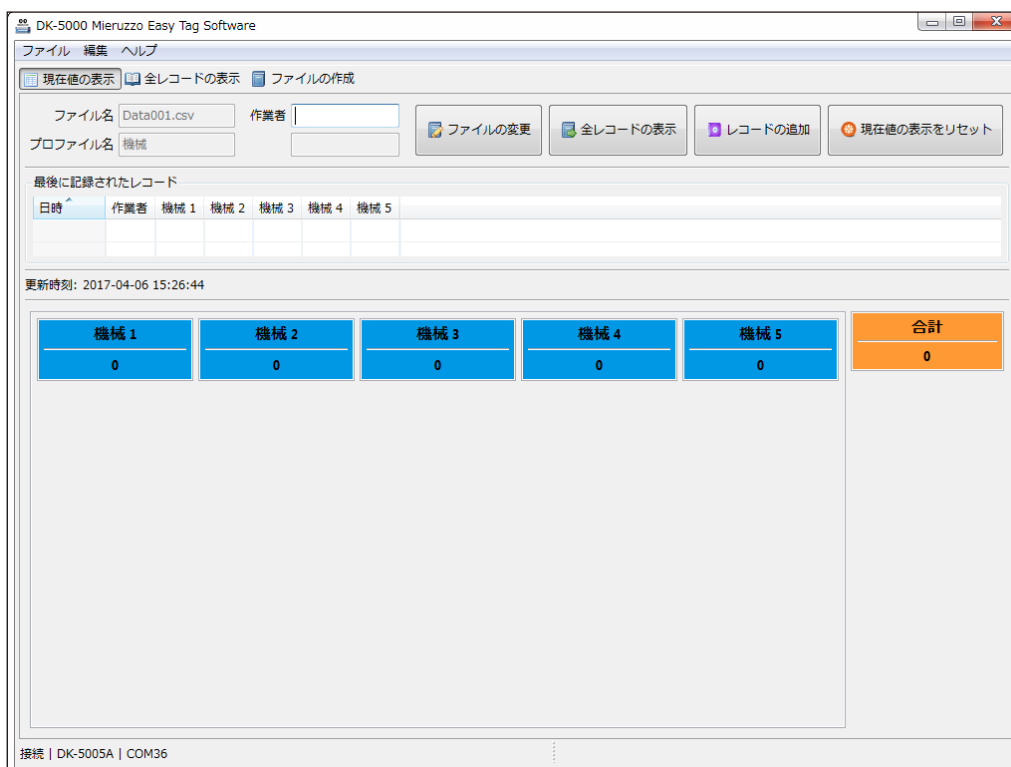 DK-5000 Mieruzzo Easy Tag Software
ファイル 編集 ヘルプ
現在値の表示 全レコードの表示 ファイルの作成
ファイル名 Data001.csv 作業者
プロファイル名 機械
ファイルの変更 全レコードの表示 レコードの追加 現在値の表示をリセット
最後に記録されたレコード
日時 作業者 機械 1 機械 2 機械 3 機械 4 機械 5
更新時刻: 2017-04-06 15:26:44
機械 1 機械 2 機械 3 機械 4 機械 5 合計
0 0 0 0 0 0
接続 | DK-5005A | COM36